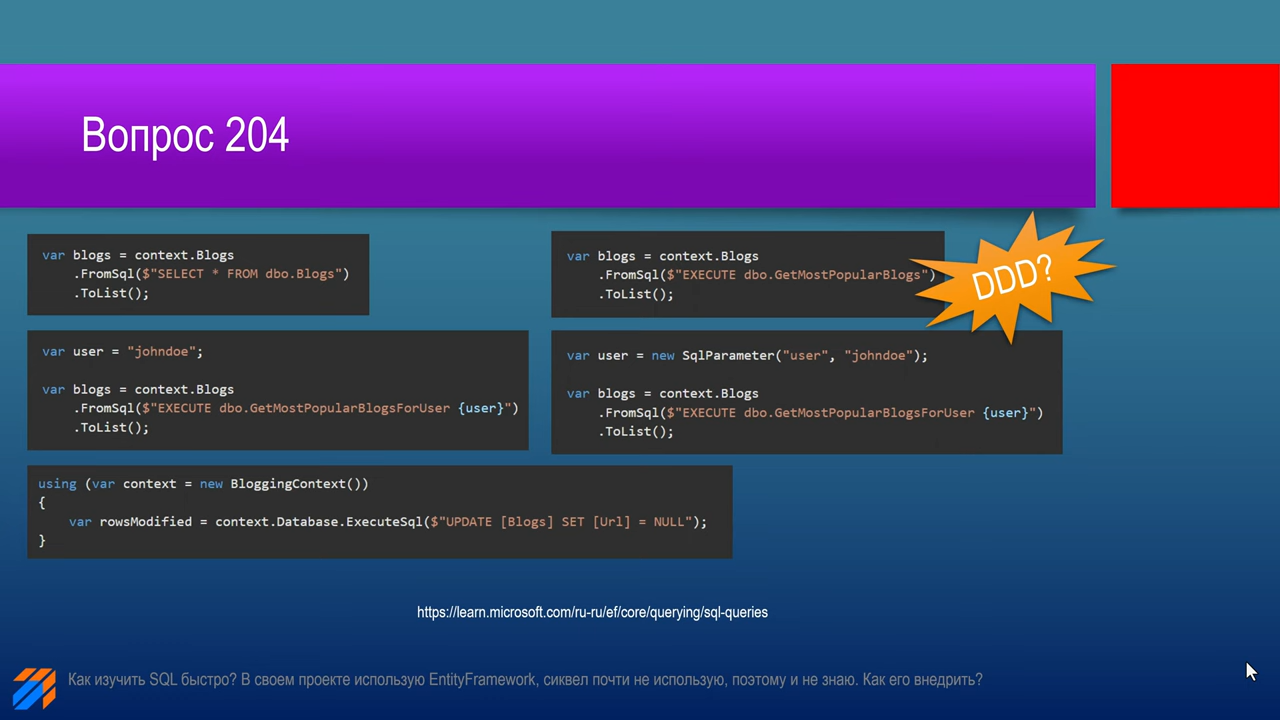 Вопрос 204
var blogs = context.Blogs
.FromSql($"SELECT * FROM dbo.Blogs")
.ToList();
var blogs = context.Blogs
.FromSql($"EXECUTE dbo.GetMostPopularBlogs")
.ToList();
DDD?
var user = "johndoe";
var blogs = context.Blogs
.FromSql($"EXECUTE dbo.GetMostPopularBlogsForUser {user}")
.ToList();
var user = new SqlParameter("user", "johndoe");
var blogs = context.Blogs
.FromSql($"EXECUTE dbo.GetMostPopularBlogsForUser {user}")
.ToList();
using (var context = new BloggingContext())
{
var rowsModified = context.Database.ExecuteSql($"UPDATE [Blogs] SET [Url] = NULL");
}
https://learn.microsoft.com/ru-ru/ef/core/querying/sql-queries
Как изучить SQL быстро? В своем проекте использую EntityFramework, сиквел почти не использую, поэтому и не знаю. Как его внедрить?